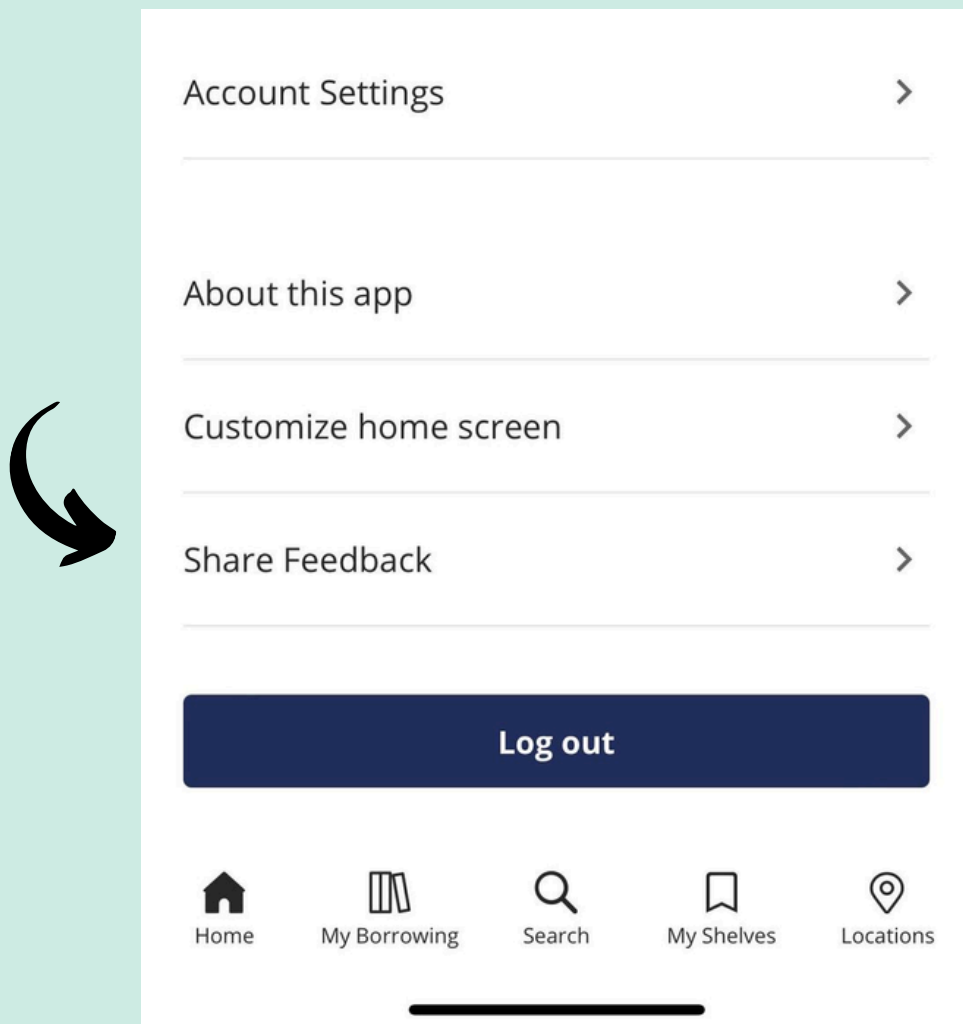 Account Settings
About this app
Customize home screen
Share Feedback
Log out
Home My Borrowing Search My Shelves Locations